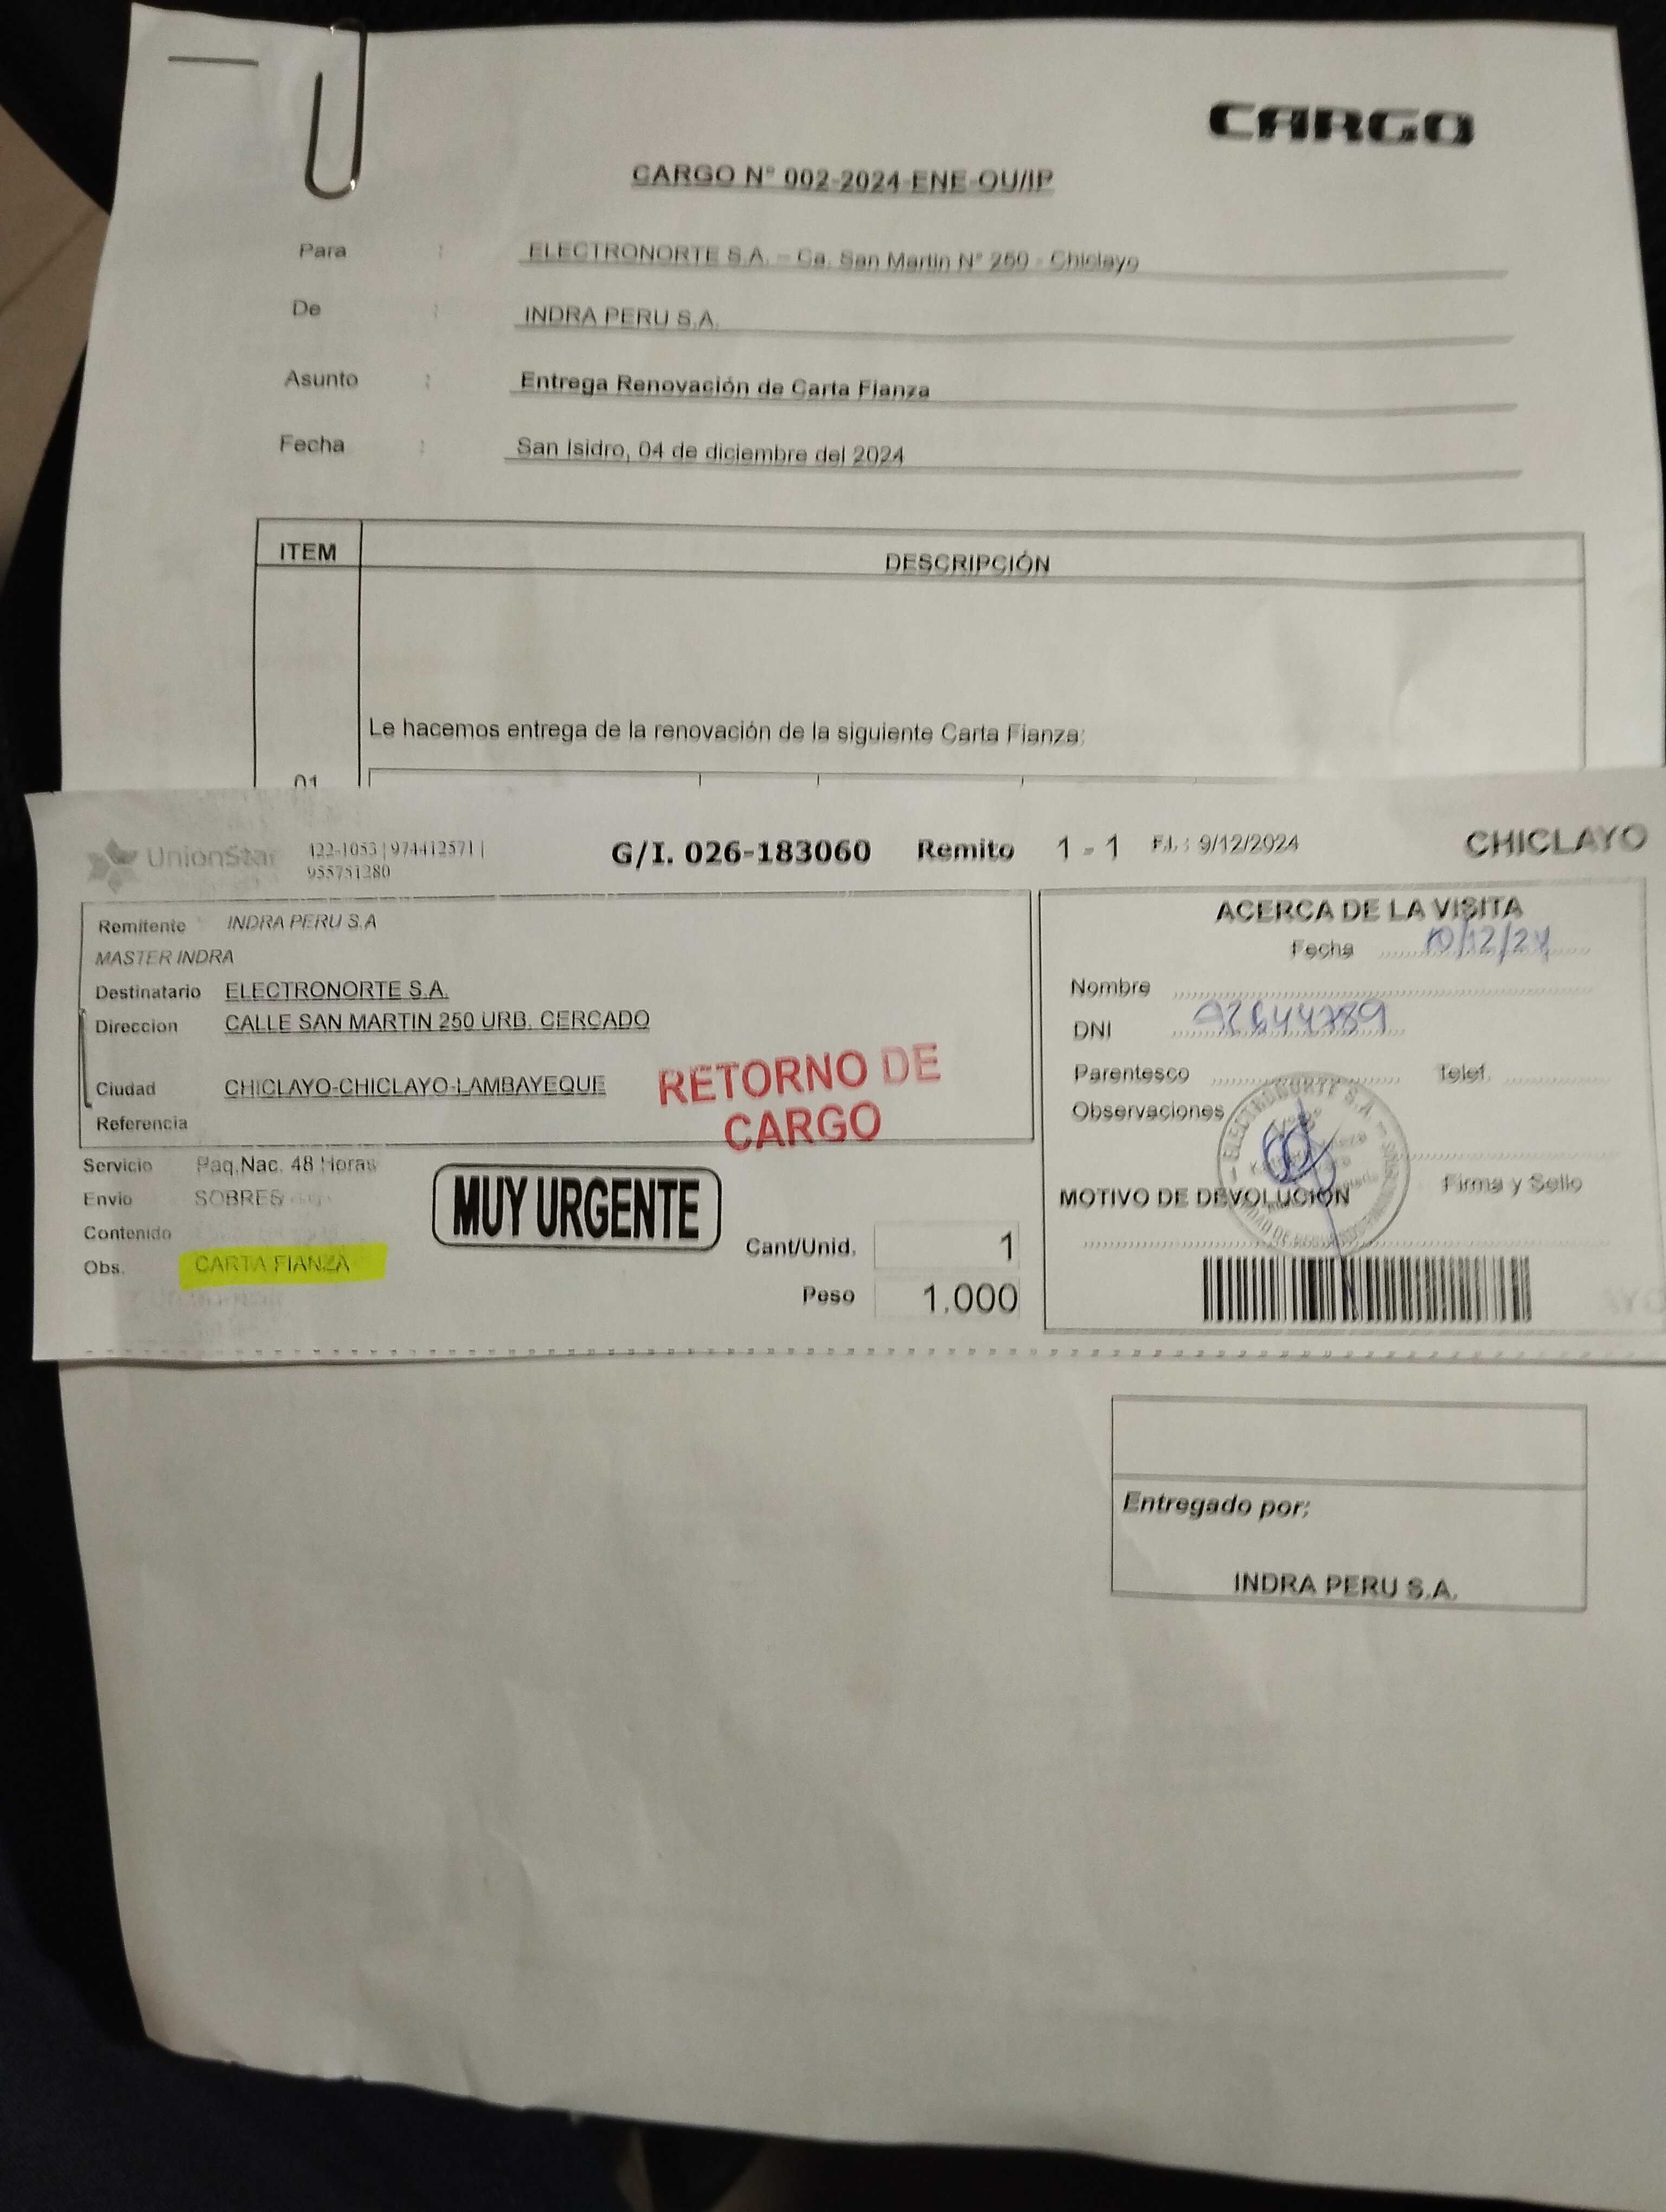 CARGO
CARGO N° 002-2024-ENE-OU/IP
Para : ELECTRONORTE S.A. – Ca. San Martín N° 250 - Chiclayo
De : INDRA PERU S.A.
Asunto : Entrega Renovación de Carta Fianza
Fecha : San Isidro, 04 de diciembre del 2024
ITEM DESCRIPCIÓN
Le hacemos entrega de la renovación de la siguiente Carta Fianza:
01
UnionStar 422-1053 | 974412571 | G/I. 026-183060 Remito 1 - 1 F.I. : 9/12/2024 CHICLAYO
955751280
Remitente INDRA PERU S.A
MASTER INDRA
Destinatario ELECTRONORTE S.A.
Direccion CALLE SAN MARTIN 250 URB. CERCADO
Ciudad CHICLAYO-CHICLAYO-LAMBAYEQUE
Referencia
RETORNO DE
CARGO
Servicio Paq.Nac. 48 Horas
Envio SOBRES
Contenido
Obs. CARTA FIANZA
MUY URGENTE
Cant/Unid. 1
Peso 1.000
ACERCA DE LA VISITA
Fecha 10/12/24
Nombre
DNI 72644789
Parentesco Telef.
Observaciones
ELECTRONORTE S.A.
MOTIVO DE DEVOLUCION Firma y Sello
Entregado por:
INDRA PERU S.A.